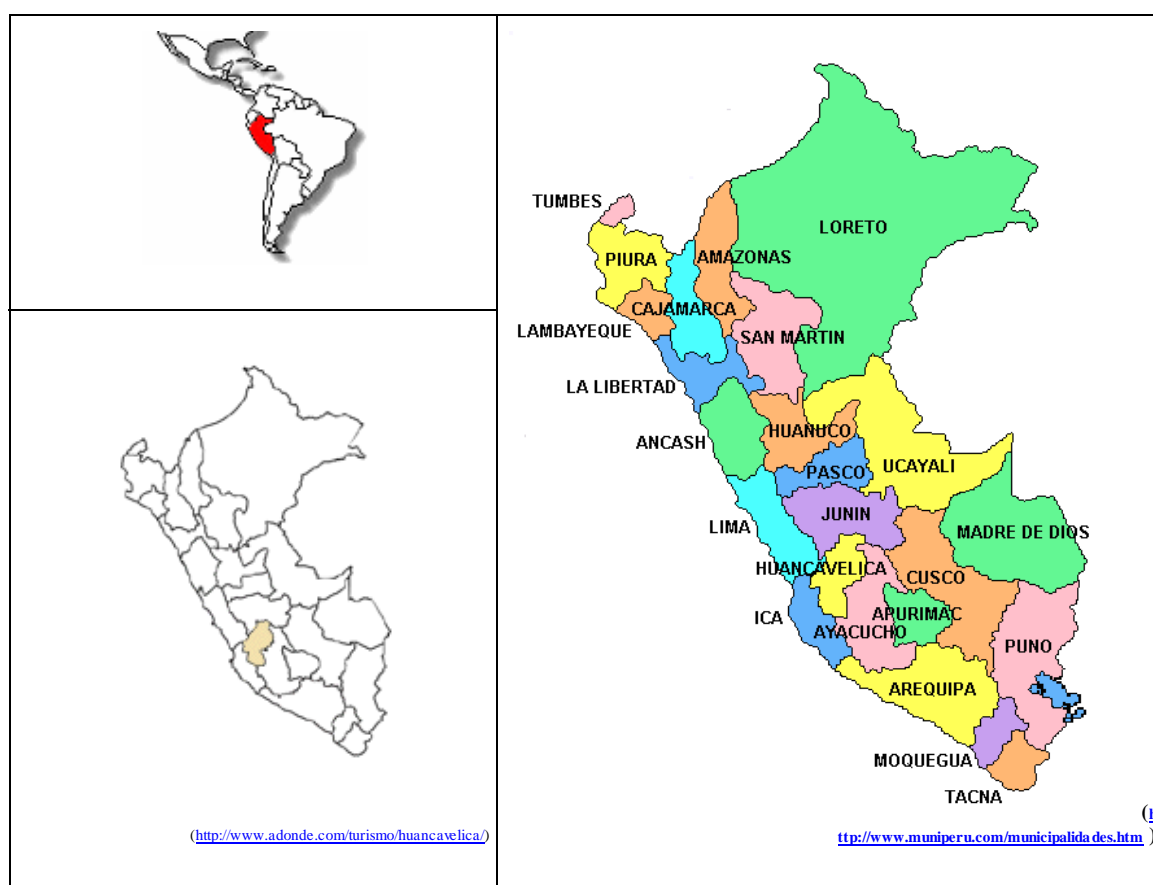 (http://www.adonde.com/turismo/huancavelica/)
TUMBES
LORETO
PIURA
AMAZONAS
CAJAMARCA
LAMBAYEQUE
SAN MARTIN
LA LIBERTAD
HUANUCO
ANCASH
PASCO
UCAYALI
JUNIN
LIMA
MADRE DE DIOS
HUANCAVELICA
CUSCO
ICA
APURIMAC
AYACUCHO
PUNO
AREQUIPA
MOQUEGUA
TACNA
(h
ttp://www.muniperu.com/municipalidades.htm )